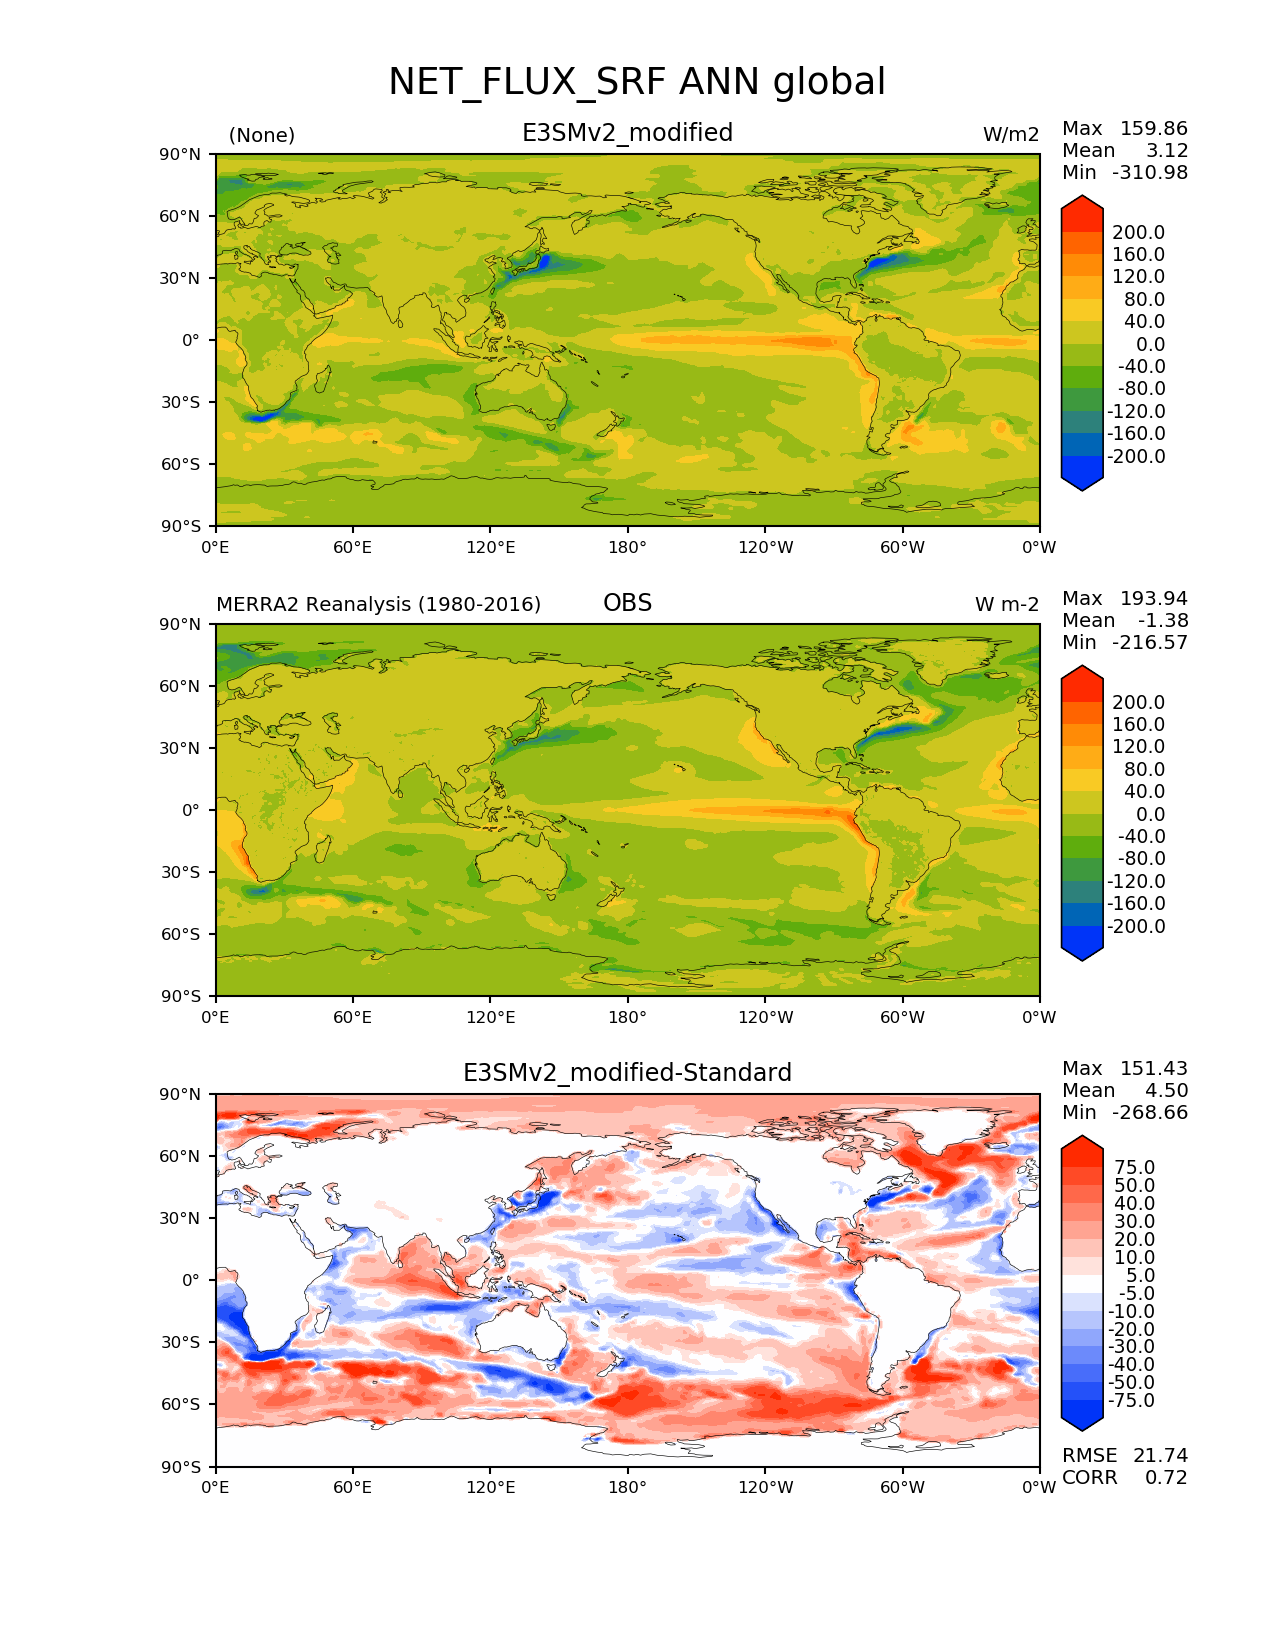 NET_FLUX_SRF ANN global
(None) E3SMv2_modified W/m2
Max 159.86
Mean 3.12
Min -310.98
90°N
60°N
30°N
0°
30°S
60°S
90°S
0°E 60°E 120°E 180° 120°W 60°W 0°W
200.0
160.0
120.0
80.0
40.0
0.0
-40.0
-80.0
-120.0
-160.0
-200.0
MERRA2 Reanalysis (1980-2016) OBS W m-2
Max 193.94
Mean -1.38
Min -216.57
90°N
60°N
30°N
0°
30°S
60°S
90°S
0°E 60°E 120°E 180° 120°W 60°W 0°W
200.0
160.0
120.0
80.0
40.0
0.0
-40.0
-80.0
-120.0
-160.0
-200.0
E3SMv2_modified-Standard
Max 151.43
Mean 4.50
Min -268.66
90°N
60°N
30°N
0°
30°S
60°S
90°S
0°E 60°E 120°E 180° 120°W 60°W 0°W
75.0
50.0
40.0
30.0
20.0
10.0
5.0
-5.0
-10.0
-20.0
-30.0
-40.0
-50.0
-75.0
RMSE 21.74
CORR 0.72